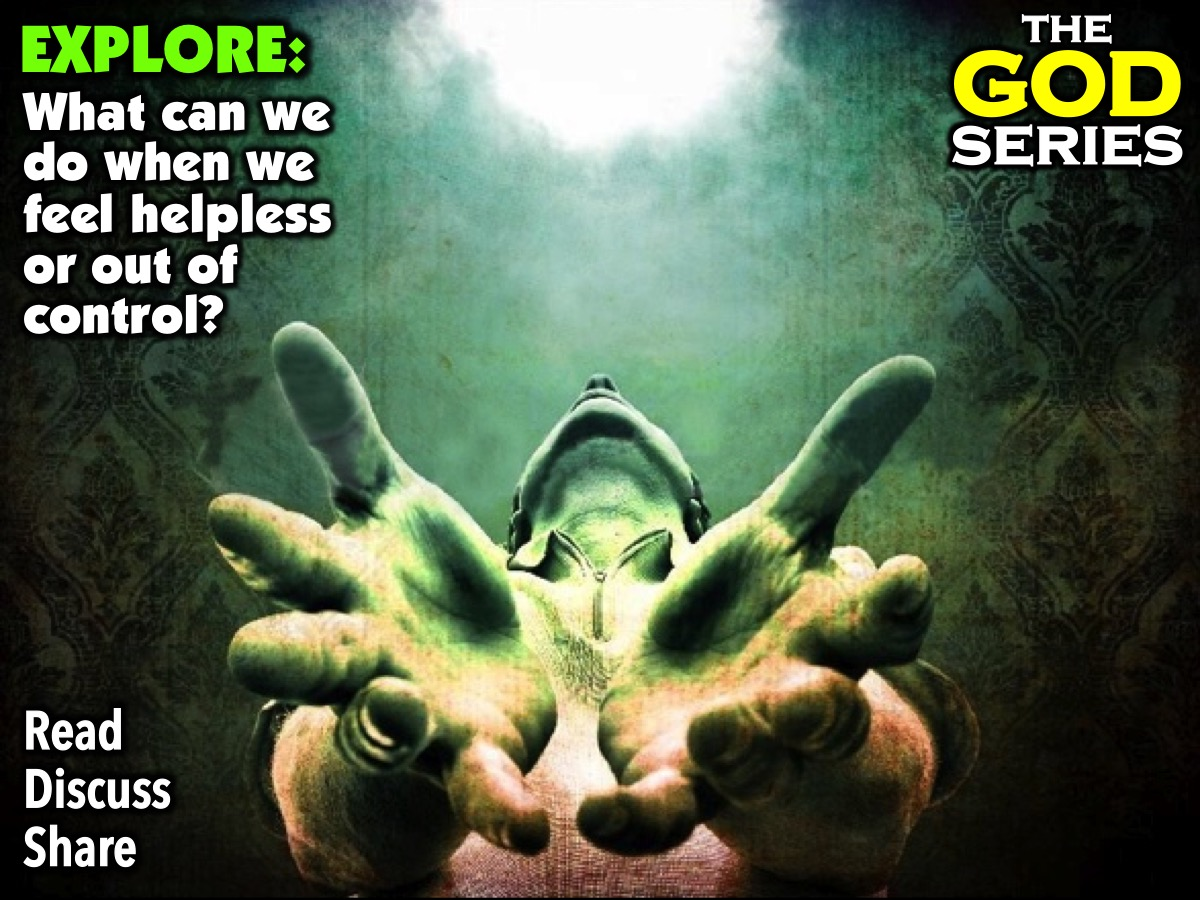 EXPLORE:
What can we
do when we
feel helpless
or out of
control?
THE
GOD
SERIES
Read
Discuss
Share